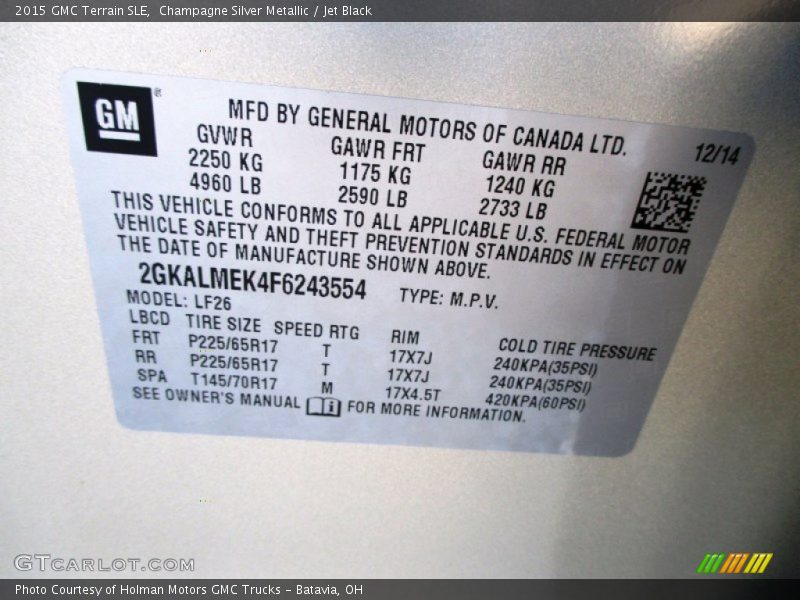 2015 GMC Terrain SLE,  Champagne Silver Metallic / Jet Black
GM ®
MFD BY GENERAL MOTORS OF CANADA LTD.
12/14
GVWR GAWR FRT GAWR RR
2250 KG 1175 KG 1240 KG
4960 LB 2590 LB 2733 LB
THIS VEHICLE CONFORMS TO ALL APPLICABLE U.S. FEDERAL MOTOR
VEHICLE SAFETY AND THEFT PREVENTION STANDARDS IN EFFECT ON
THE DATE OF MANUFACTURE SHOWN ABOVE.
2GKALMEK4F6243554 TYPE: M.P.V.
MODEL: LF26
LBCD TIRE SIZE SPEED RTG RIM COLD TIRE PRESSURE
FRT P225/65R17 T 17X7J 240KPA(35PSI)
RR P225/65R17 T 17X7J 240KPA(35PSI)
SPA T145/70R17 M 17X4.5T 420KPA(60PSI)
SEE OWNER'S MANUAL i FOR MORE INFORMATION.
GTCARLOT.COM
Photo Courtesy of Holman Motors GMC Trucks - Batavia, OH